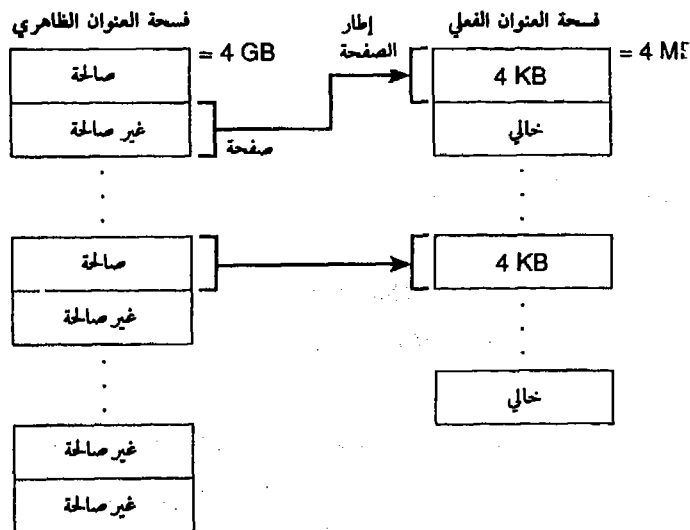 فسحة العنوان الظاهري
= 4 GB
صالحة
غير صالحة
صفحة
صالحة
غير صالحة
غير صالحة
غير صالحة
إطار
الصفحة
فسحة العنوان الفعلي
= 4 M
4 KB
خالي
4 KB
خالي